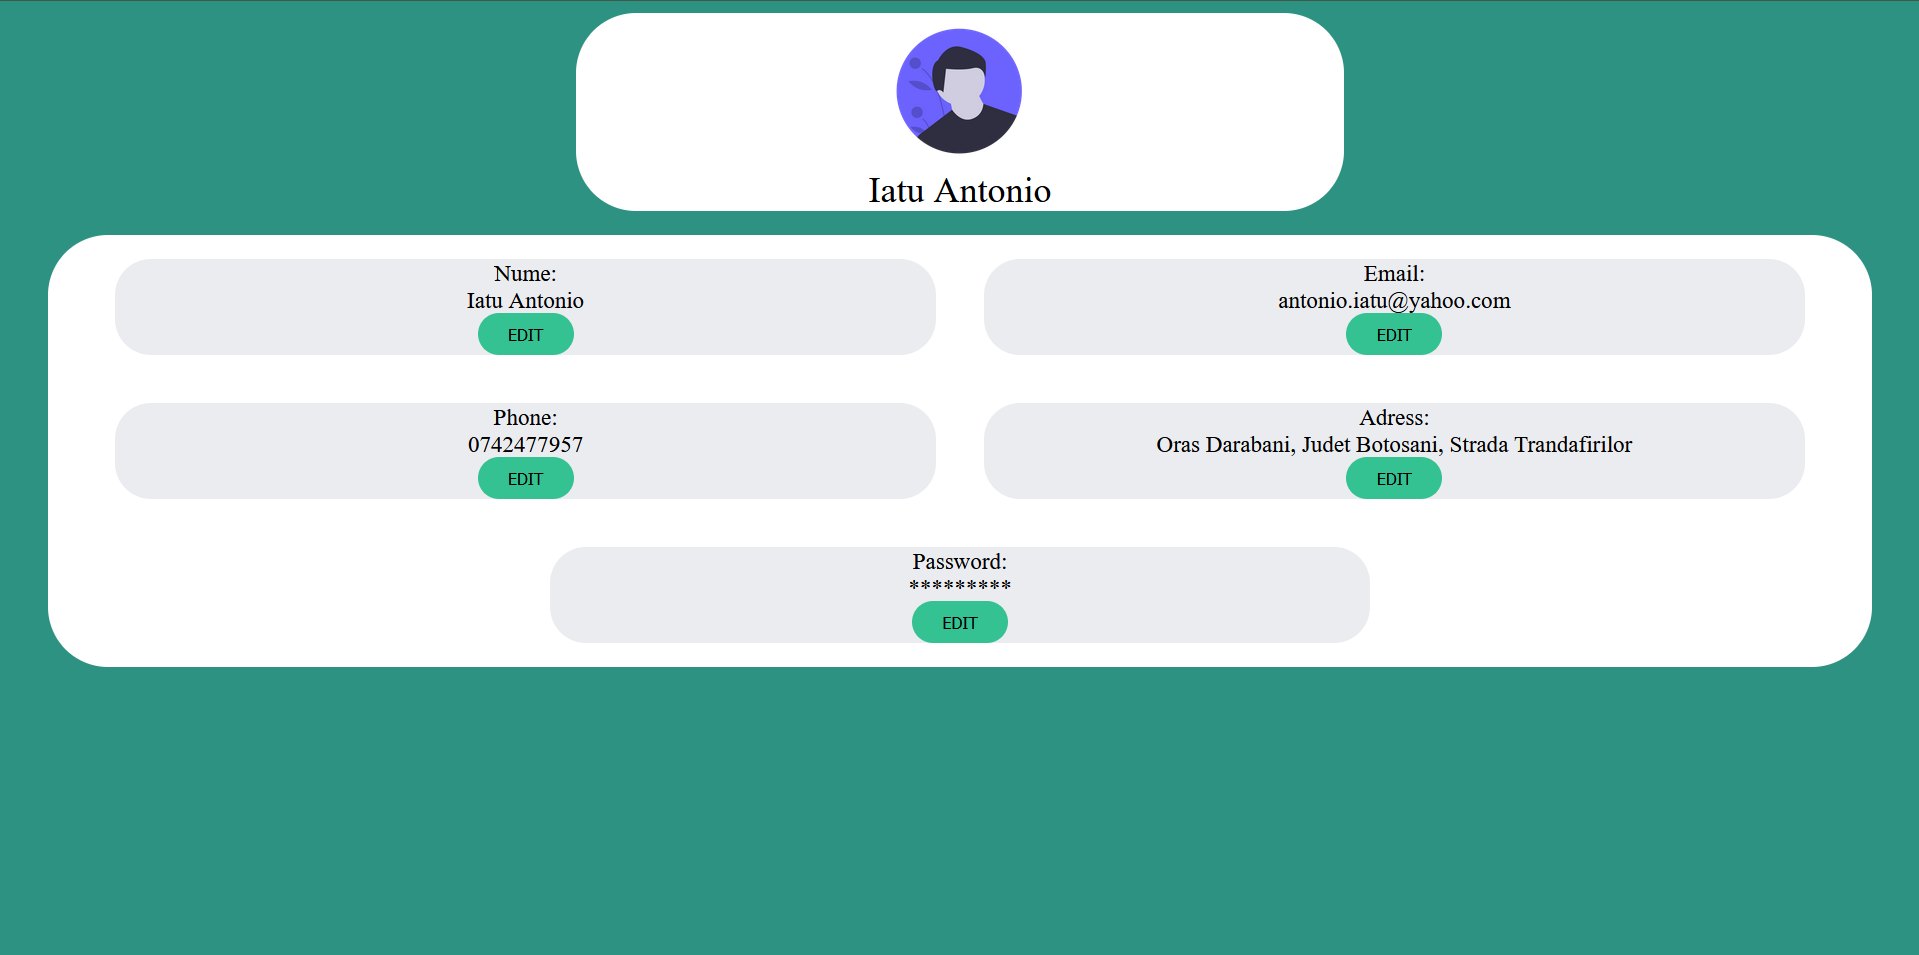 Iatu Antonio
Nume:
Iatu Antonio
EDIT
Email:
antonio.iatu@yahoo.com
EDIT
Phone:
0742477957
EDIT
Adress:
Oras Darabani, Judet Botosani, Strada Trandafirilor
EDIT
Password:
*********
EDIT